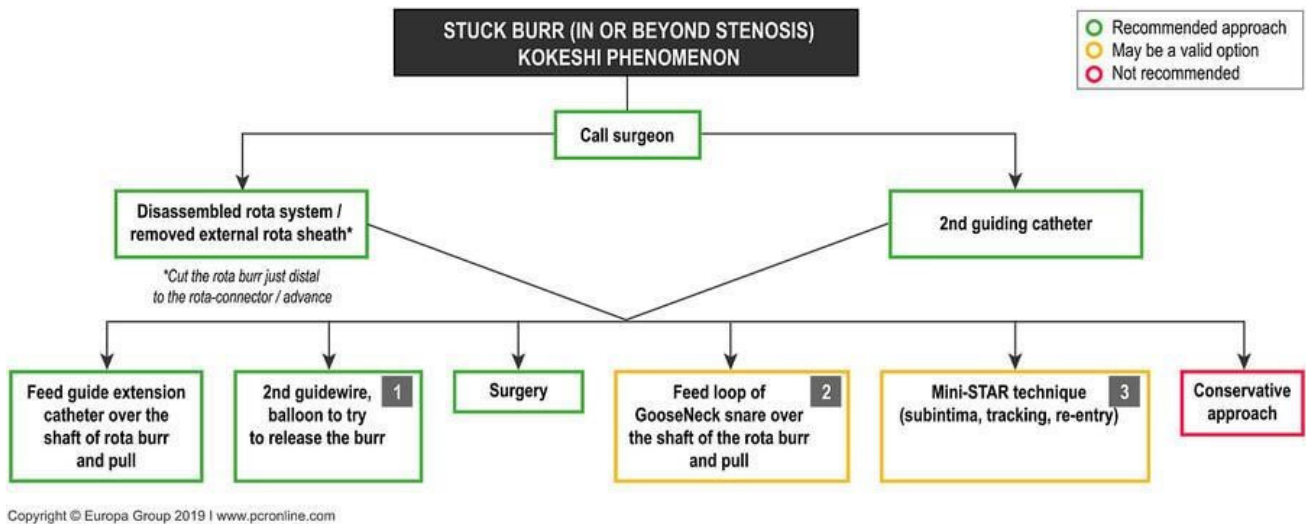 STUCK BURR (IN OR BEYOND STENOSIS)
KOKESHI PHENOMENON
Recommended approach
May be a valid option
Not recommended
Call surgeon
Disassembled rota system /
removed external rota sheath*
2nd guiding catheter
*Cut the rota burr just distal
to the rota-connector / advance
Feed guide extension
catheter over the
shaft of rota burr
and pull
1
2nd guidewire,
balloon to try
to release the burr
Surgery
2
Feed loop of
GooseNeck snare over
the shaft of the rota burr
and pull
3
Mini-STAR technique
(subintima, tracking, re-entry)
Conservative
approach
Copyright © Europa Group 2019 I www.pcronline.com